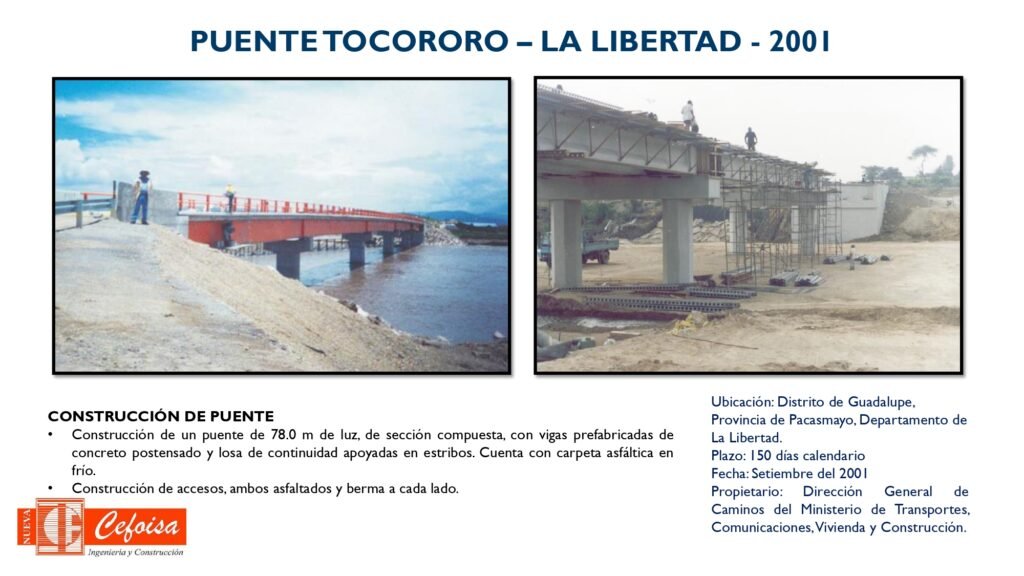 PUENTE TOCORORO – LA LIBERTAD - 2001
CONSTRUCCIÓN DE PUENTE
• Construcción de un puente de 78.0 m de luz, de sección compuesta, con vigas prefabricadas de
concreto postensado y losa de continuidad apoyadas en estribos. Cuenta con carpeta asfáltica en
frío.
• Construcción de accesos, ambos asfaltados y berma a cada lado.
Ubicación: Distrito de Guadalupe,
Provincia de Pacasmayo, Departamento de
La Libertad.
Plazo: 150 días calendario
Fecha: Setiembre del 2001
Propietario: Dirección General de
Caminos del Ministerio de Transportes,
Comunicaciones, Vivienda y Construcción.
NUEVA
Cefoisa
Ingeniería y Construcción